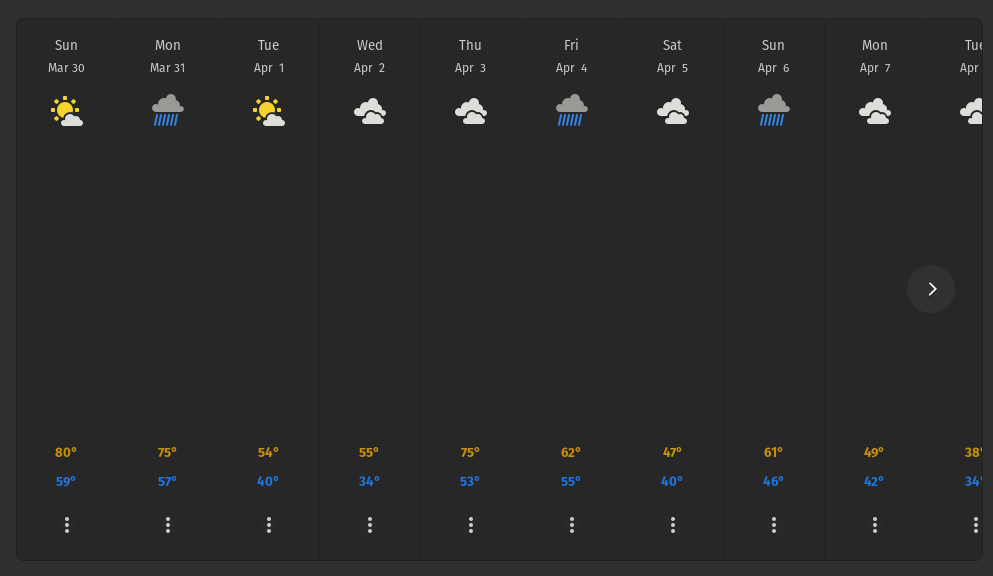 Sun Mon Tue Wed Thu Fri Sat Sun Mon
Mar 30 Mar 31 Apr 1 Apr 2 Apr 3 Apr 4 Apr 5 Apr 6 Apr 7 Apr
80° 75° 54° 55° 75° 62° 47° 61° 49° 38°
59° 57° 40° 34° 53° 55° 40° 46° 42° 34°